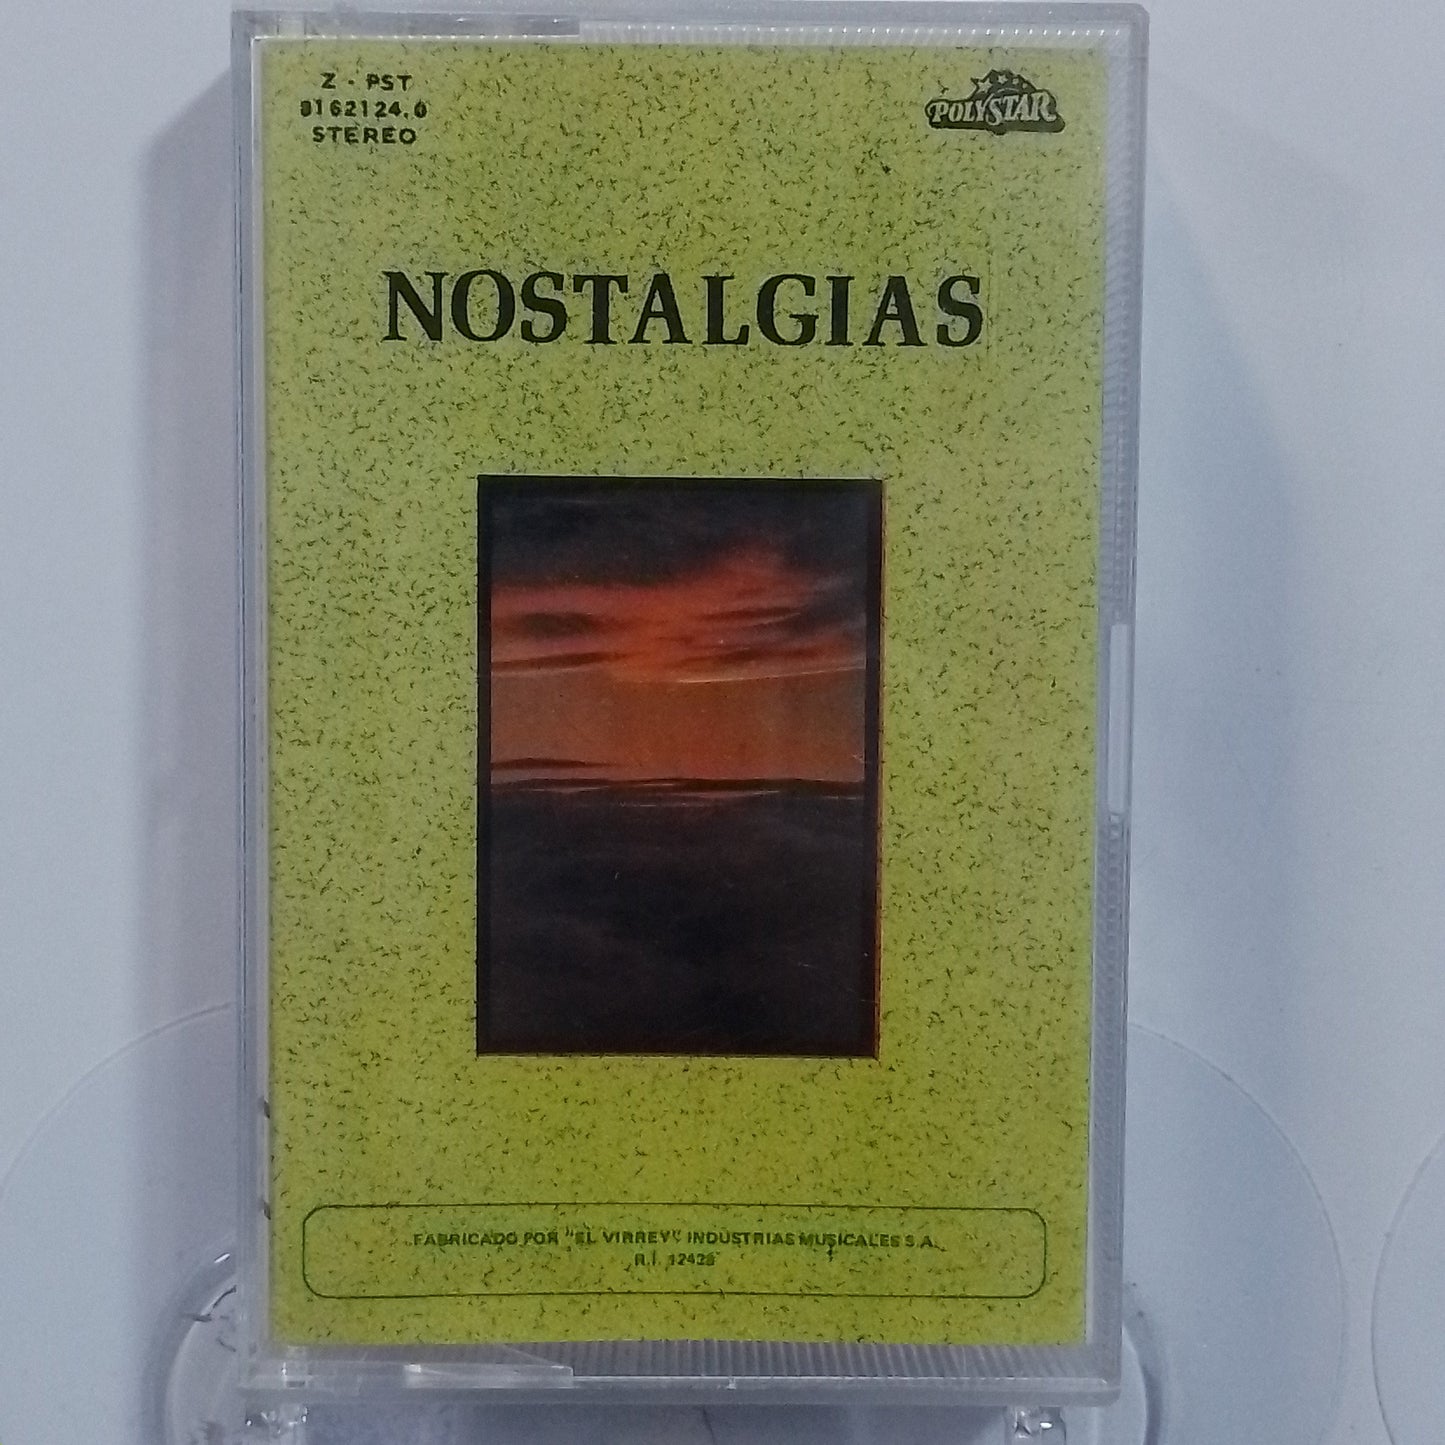 Z - PST
8162124.0
STEREO
POLYSTAR
NOSTALGIAS
FABRICADO POR "EL VIRREY" INDUSTRIAS MUSICALES S.A.
R.I. 12428